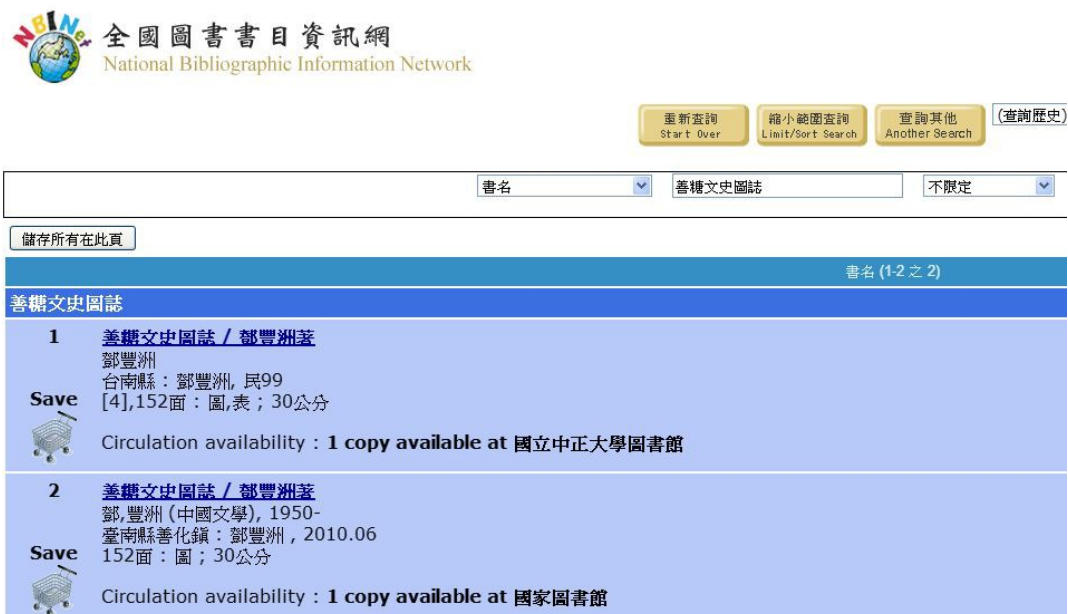 NBINet
全國圖書書目資訊網
National Bibliographic Information Network
重新查詢
Start Over
縮小範圍查詢
Limit/Sort Search
查詢其他
Another Search
(查詢歷史)
書名 善糖文史圖誌 不限定
儲存所有在此頁
書名 (1-2 之 2)
善糖文史圖誌
1 善糖文史圖誌 / 鄧豐洲著
鄧豐洲
台南縣 : 鄧豐洲, 民99
Save [4],152面 : 圖,表 ; 30公分
Circulation availability : 1 copy available at 國立中正大學圖書館
2 善糖文史圖誌 / 鄧豐洲著
鄧,豐洲 (中國文學), 1950-
臺南縣善化鎮 : 鄧豐洲 , 2010.06
Save 152面 : 圖 ; 30公分
Circulation availability : 1 copy available at 國家圖書館